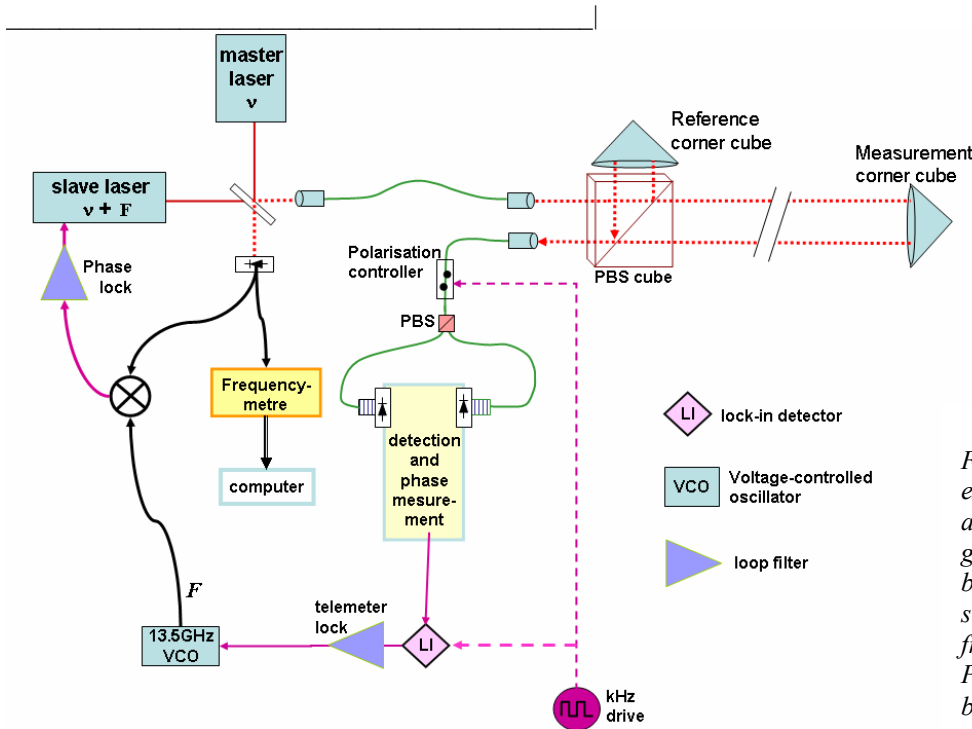 master
laser
ν
slave laser
ν + F
Reference
corner cube
Measurement
corner cube
Phase
lock
Polarisation
controller
PBS cube
PBS
Frequency-
metre
computer
detection
and
phase
mesure-
ment
LI
lock-in detector
VCO
Voltage-controlled
oscillator
loop filter
F
telemeter
lock
LI
13.5GHz
VCO
kHz
drive
F
e
a
g
b
s
fr
F
b